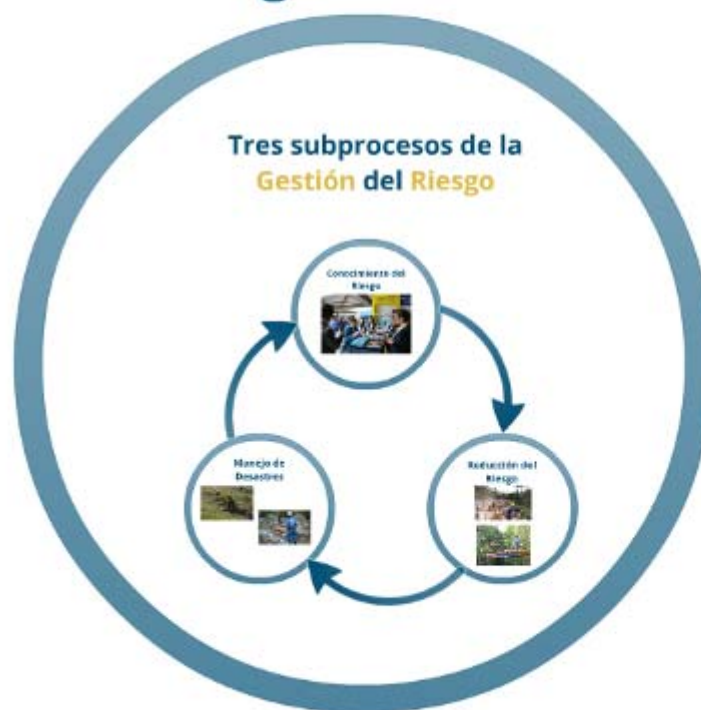 Tres subprocesos de la
Gestión del Riesgo
Conocimiento del
Riesgo
Manejo de
Desastres
Reducción del
Riesgo